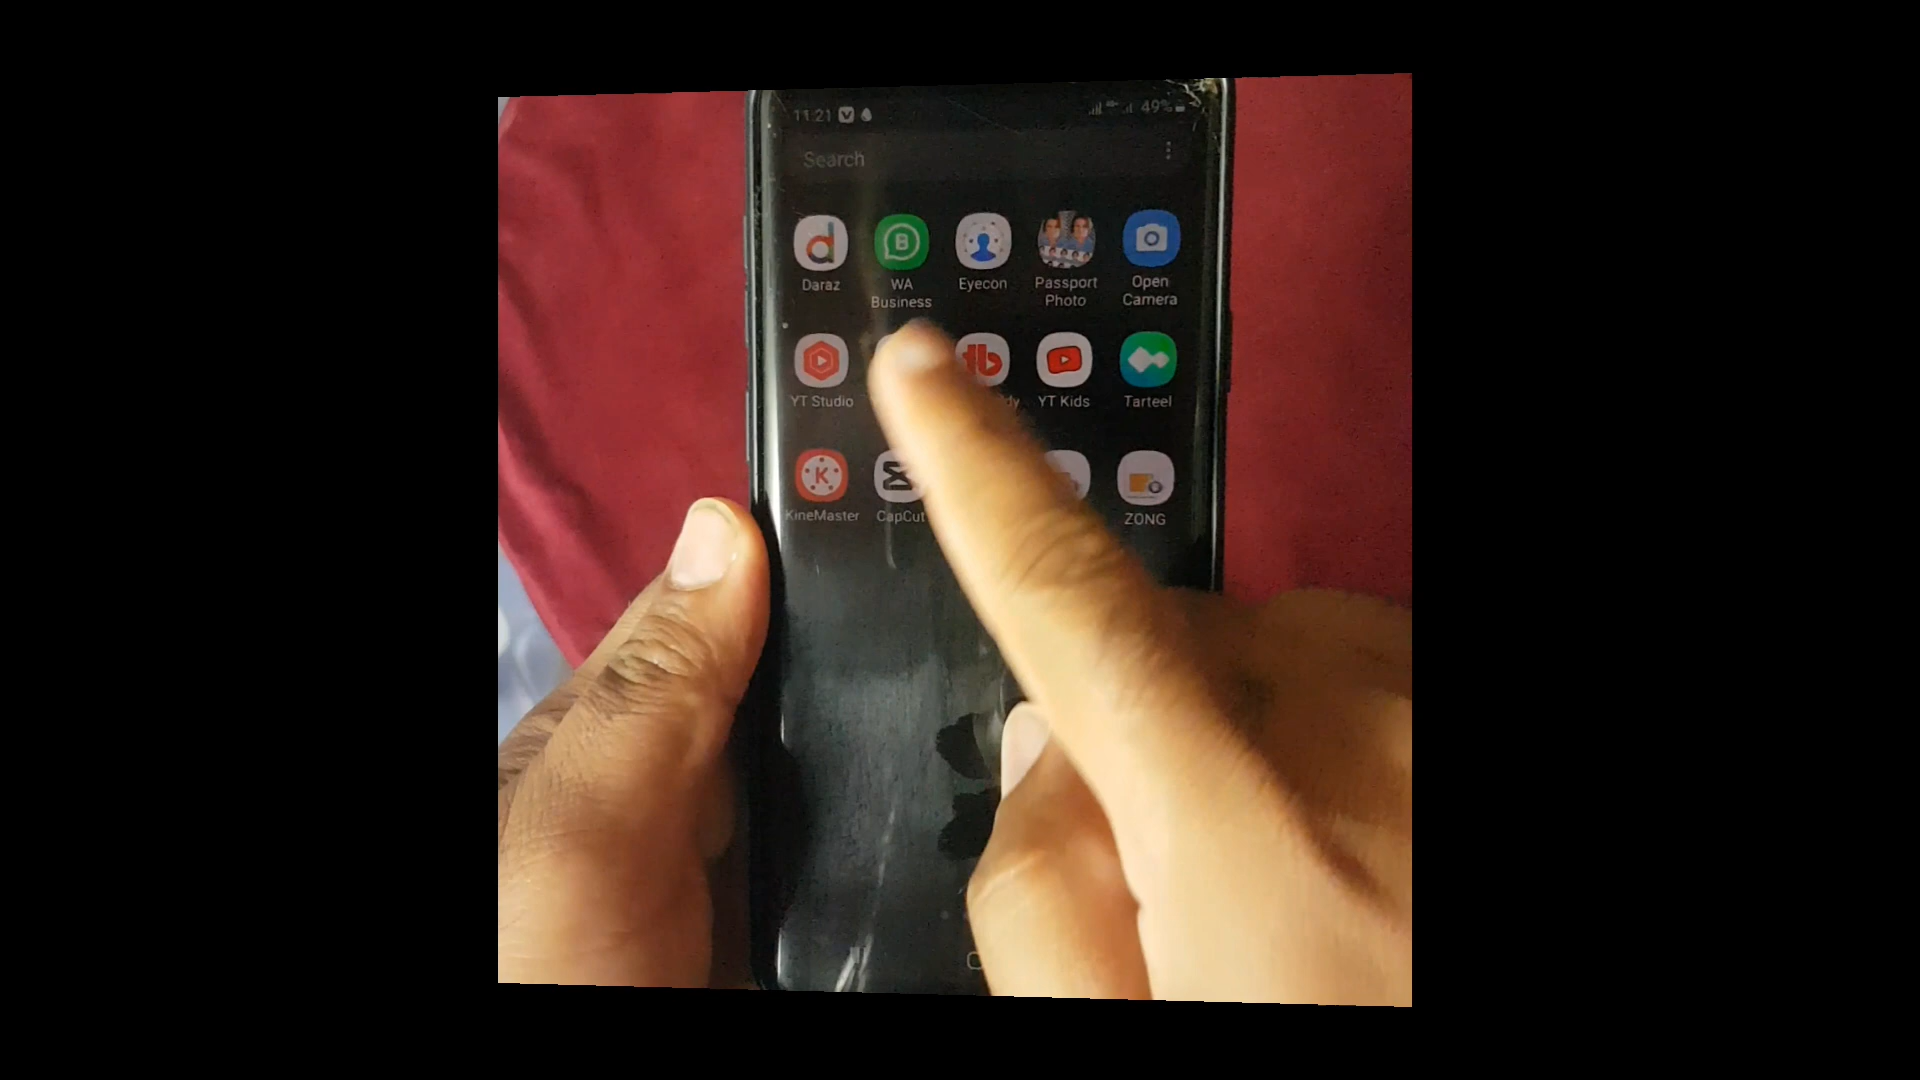 11:21
49%
Search
Daraz
WA
Business
Eyecon
Passport
Photo
Open
Camera
YT Studio
YT Kids
Tarteel
KineMaster
CapCut
ZONG